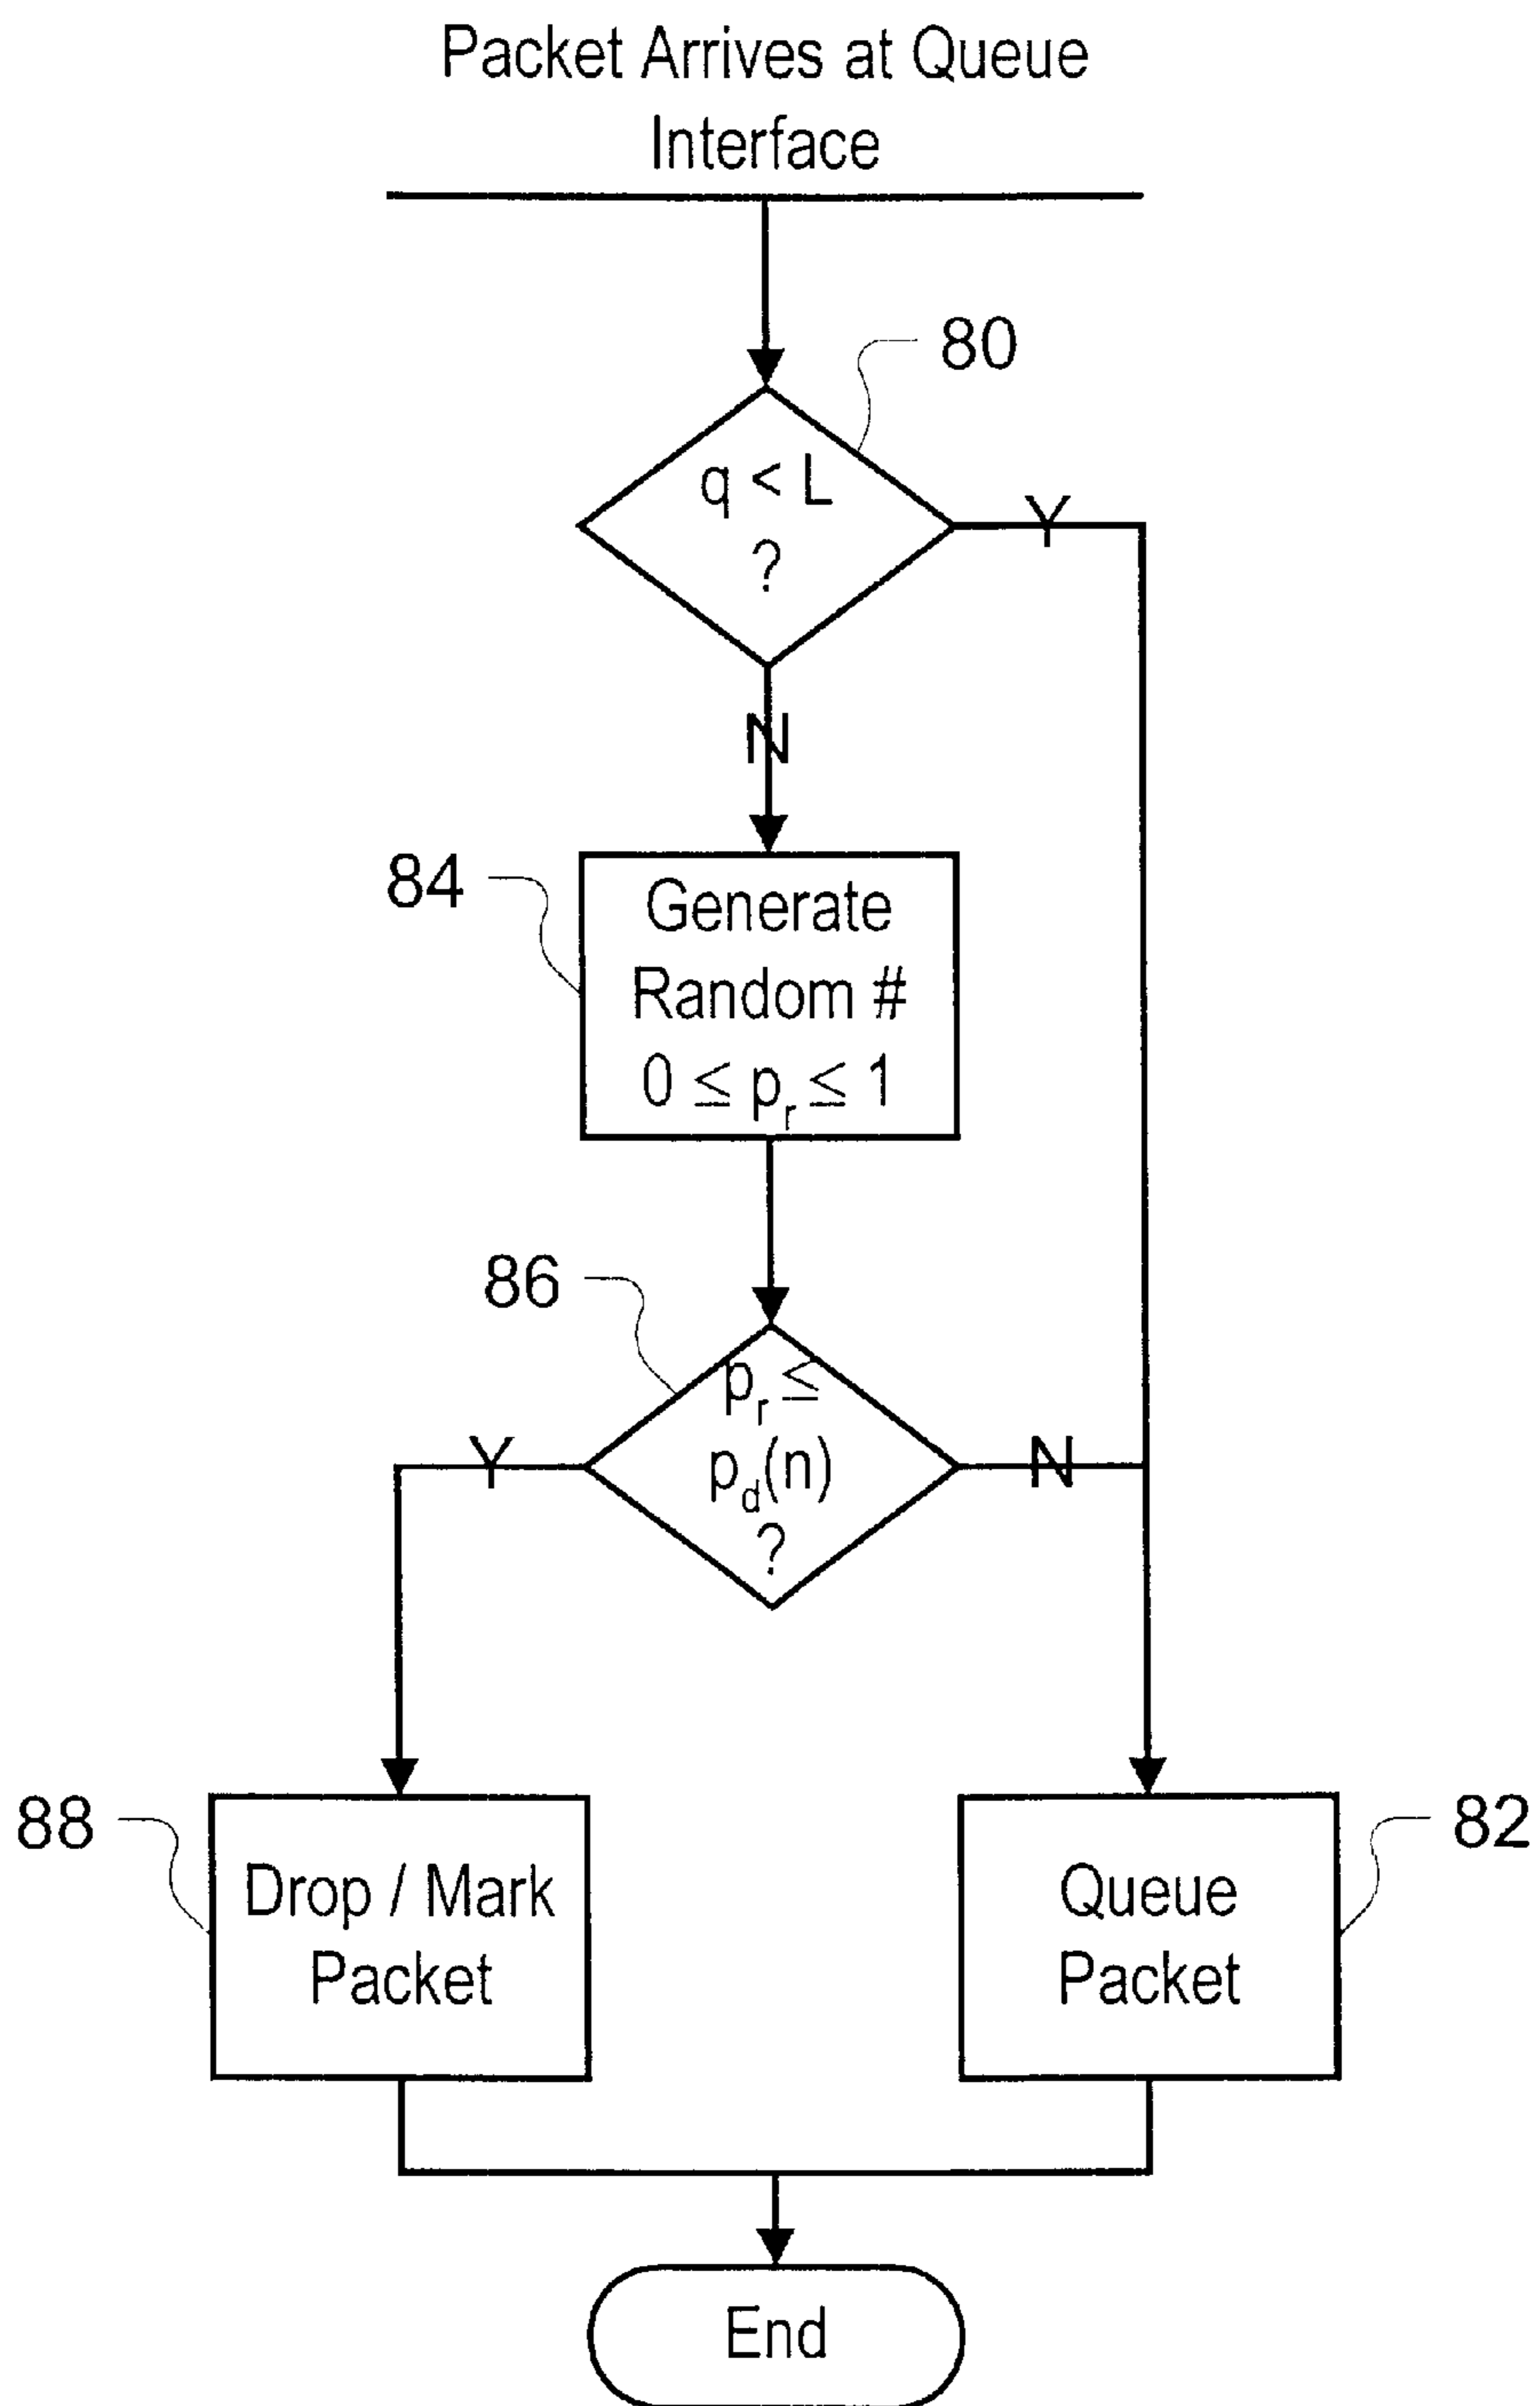 Packet Arrives at Queue
Interface
80
q < L
?
Y
N
84
Generate
Random #
0 ≤ p_r ≤ 1
86
p_r ≤
p_d(n)
?
Y
N
88
Drop / Mark
Packet
82
Queue
Packet
End